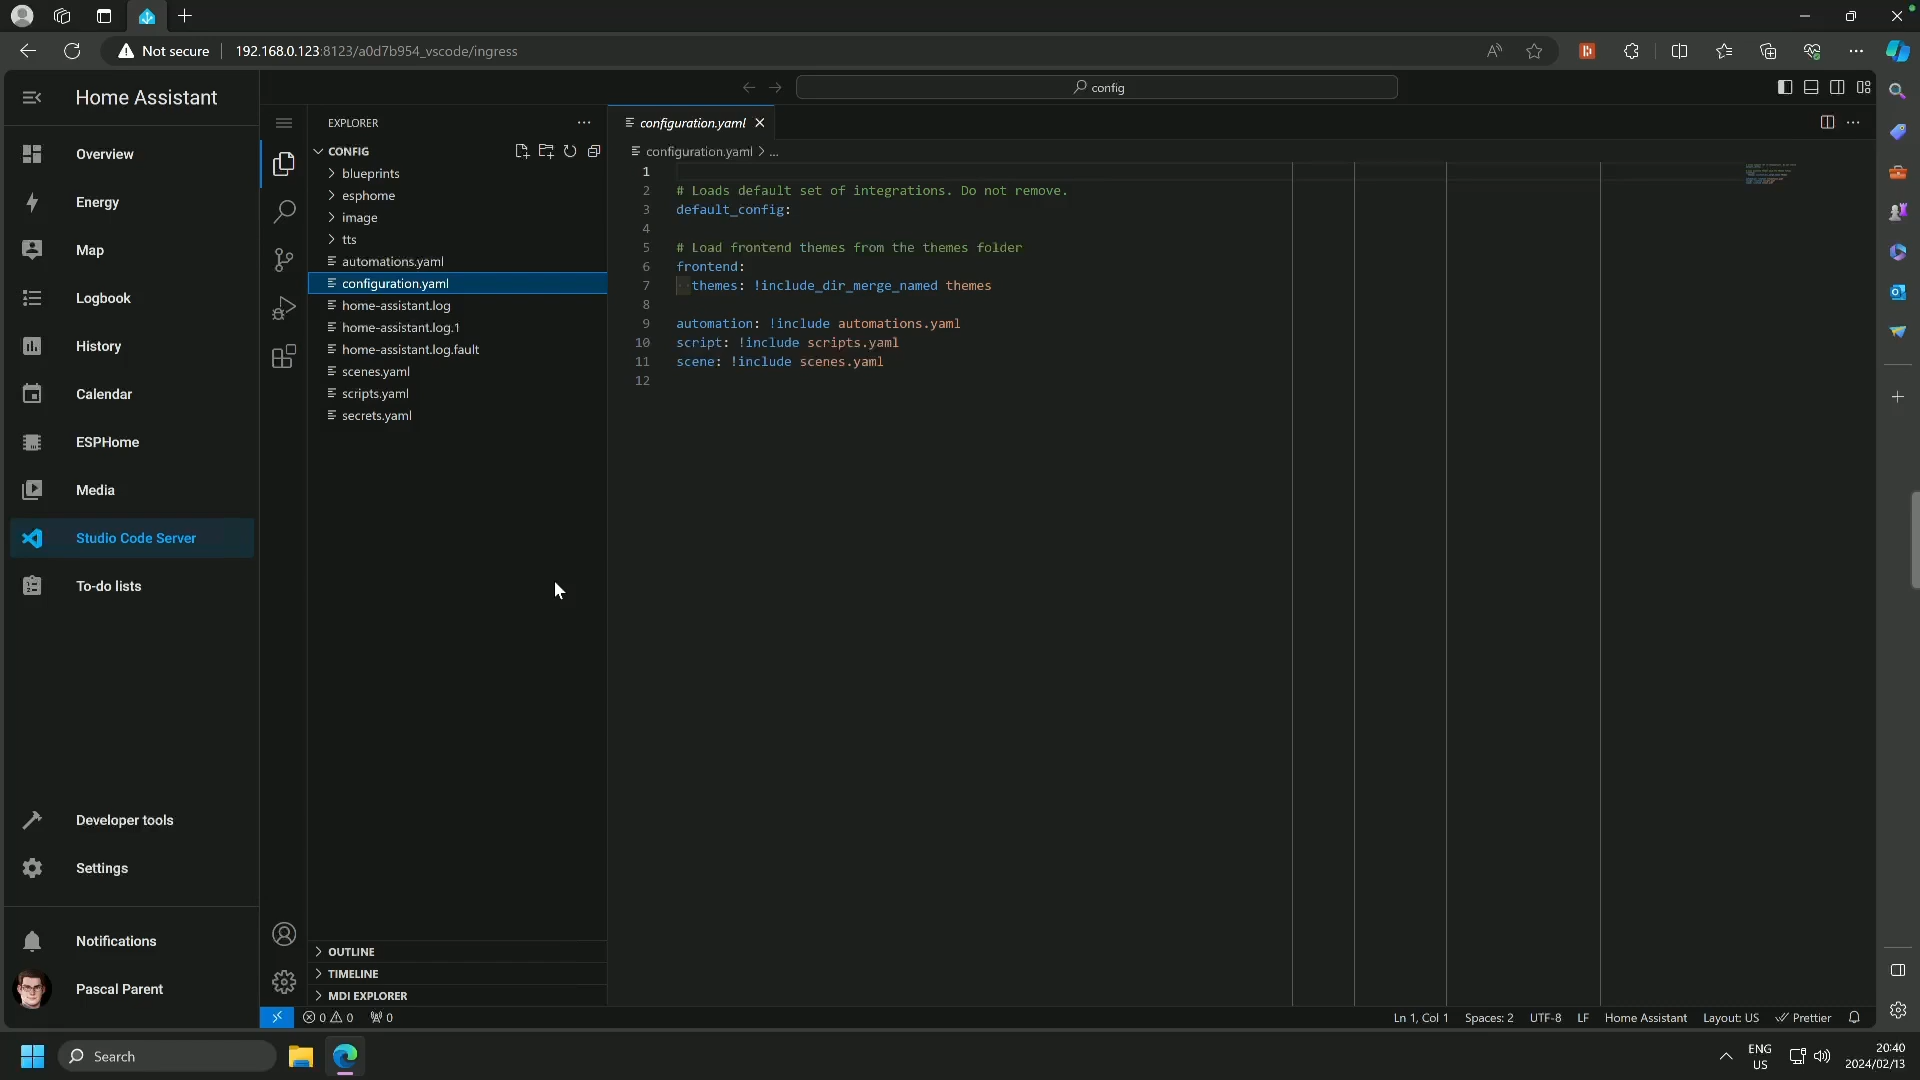 Not secure
192.168.0.123:8123/a0d7b954_vscode/ingress
Home Assistant
config
Overview
Energy
Map
Logbook
History
Calendar
ESPHome
Media
Studio Code Server
To-do lists
Developer tools
Settings
Notifications
Pascal Parent
EXPLORER
CONFIG
blueprints
esphome
image
tts
automations.yaml
configuration.yaml
home-assistant.log
home-assistant.log.1
home-assistant.log.fault
scenes.yaml
scripts.yaml
secrets.yaml
OUTLINE
TIMELINE
MDI EXPLORER
configuration.yaml
configuration.yaml > ...
1
2 # Loads default set of integrations. Do not remove.
3 default_config:
4
5 # Load frontend themes from the themes folder
6 frontend:
7 themes: !include_dir_merge_named themes
8
9 automation: !include automations.yaml
10 script: !include scripts.yaml
11 scene: !include scenes.yaml
12
0 0 0
Ln 1, Col 1 Spaces: 2 UTF-8 LF Home Assistant Layout: US Prettier
Search
ENG
US
20:40
2024/02/13